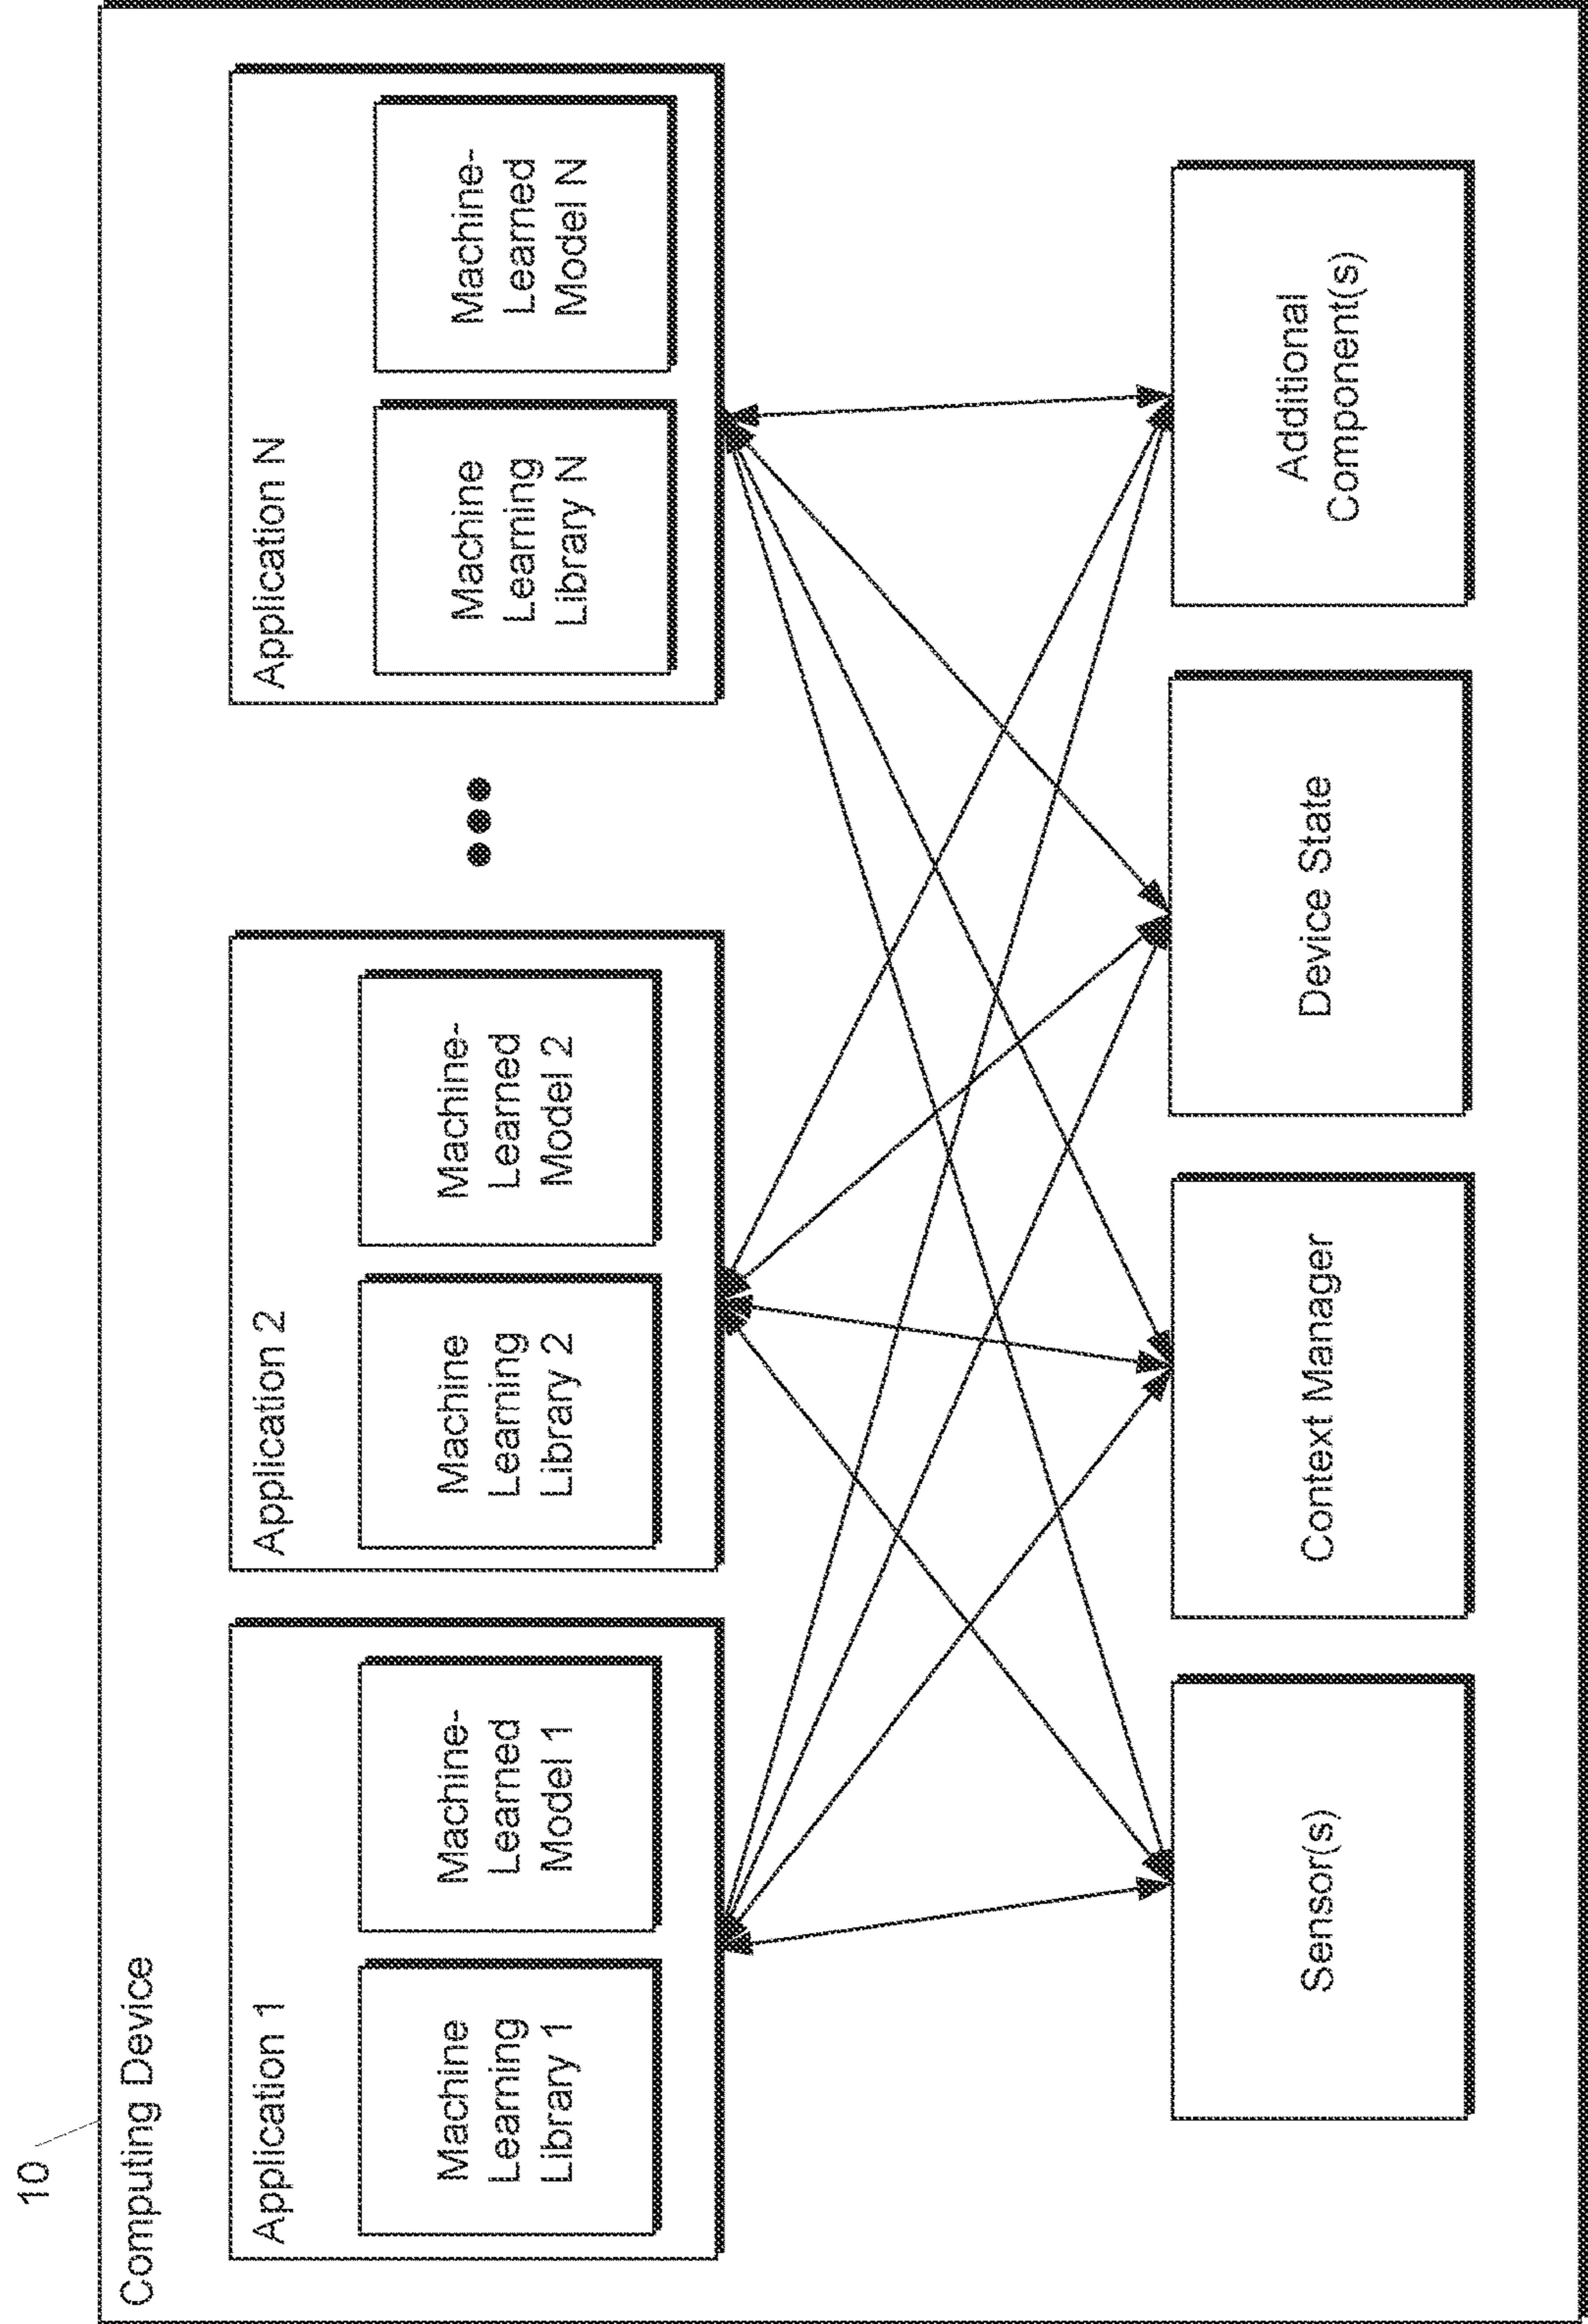 10
Computing Device
Application 1
Machine
Learning
Library 1
Machine-
Learned
Model 1
Application 2
Machine
Learning
Library 2
Machine-
Learned
Model 2
Application N
Machine
Learning
Library N
Machine-
Learned
Model N
Sensor(s)
Context Manager
Device State
Additional
Component(s)